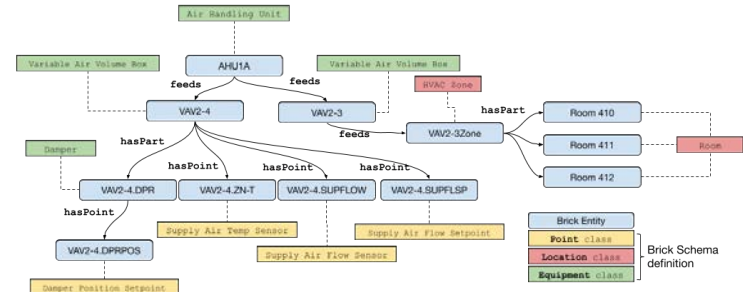 Air Handling Unit
Variable Air Volume Box
AHU1A
Variable Air Volume Box
feeds
feeds
HVAC Zone
VAV2-4
VAV2-3
hasPart
Room 410
feeds
VAV2-3Zone
Room 411
Room
Room 412
hasPart
Damper
hasPoint
hasPoint
hasPoint
VAV2-4.DPR
VAV2-4.ZN-T
VAV2-4.SUPFLOW
VAV2-4.SUPFLSP
hasPoint
Supply Air Temp Sensor
Supply Air Flow Setpoint
Supply Air Flow Sensor
VAV2-4.DPRPOS
Damper Position Setpoint
Brick Entity
Point class
Location class
Equipment class
Brick Schema
definition